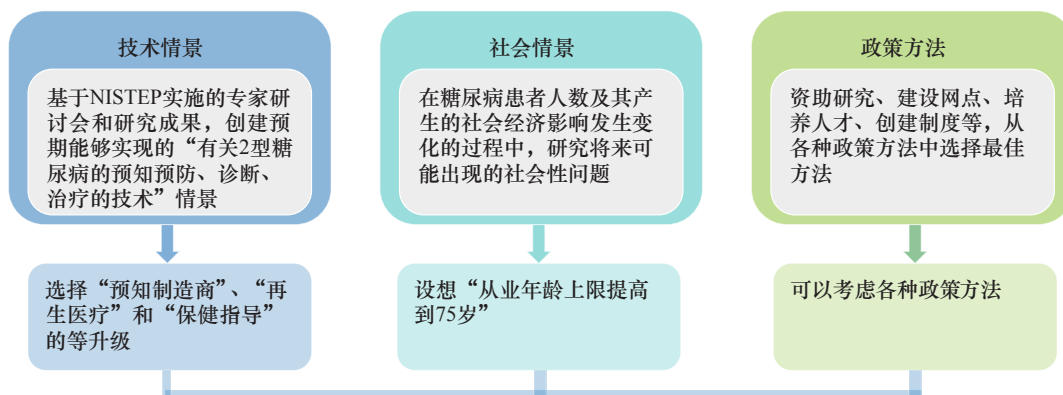 技术情景
基于NISTEP实施的专家研
讨会和研究成果，创建预
期能够实现的“有关2型糖
尿病的预知预防、诊断、
治疗的技术”情景
选择“预知制造商”、“再
生医疗”和“保健指导”
的等升级
社会情景
在糖尿病患者人数及其产
生的社会经济影响发生变
化的过程中，研究将来可
能出现的社会性问题
设想“从业年龄上限提高
到75岁”
政策方法
资助研究、建设网点、培
养人才、创建制度等，从
各种政策方法中选择最佳
方法
可以考虑各种政策方法